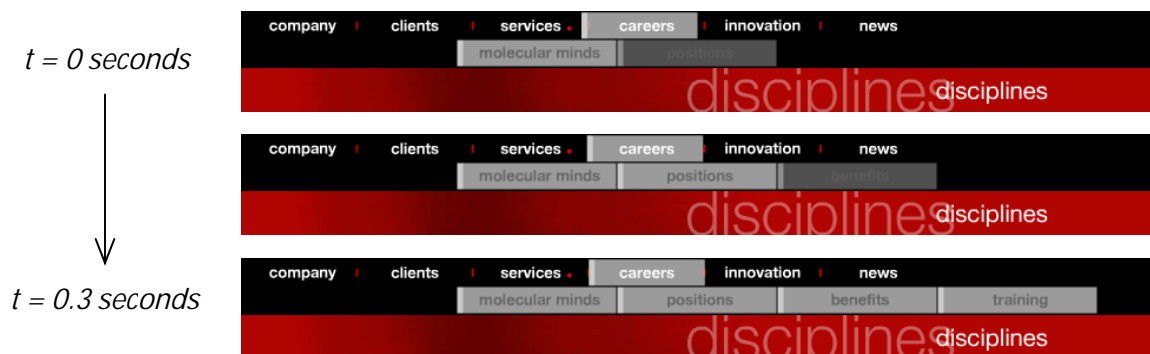 company clients services careers innovation news
molecular minds positions
t = 0 seconds
disciplines disciplines
company clients services careers innovation news
molecular minds positions benefits
disciplines disciplines
company clients services careers innovation news
t = 0.3 seconds
molecular minds positions benefits training
disciplines disciplines